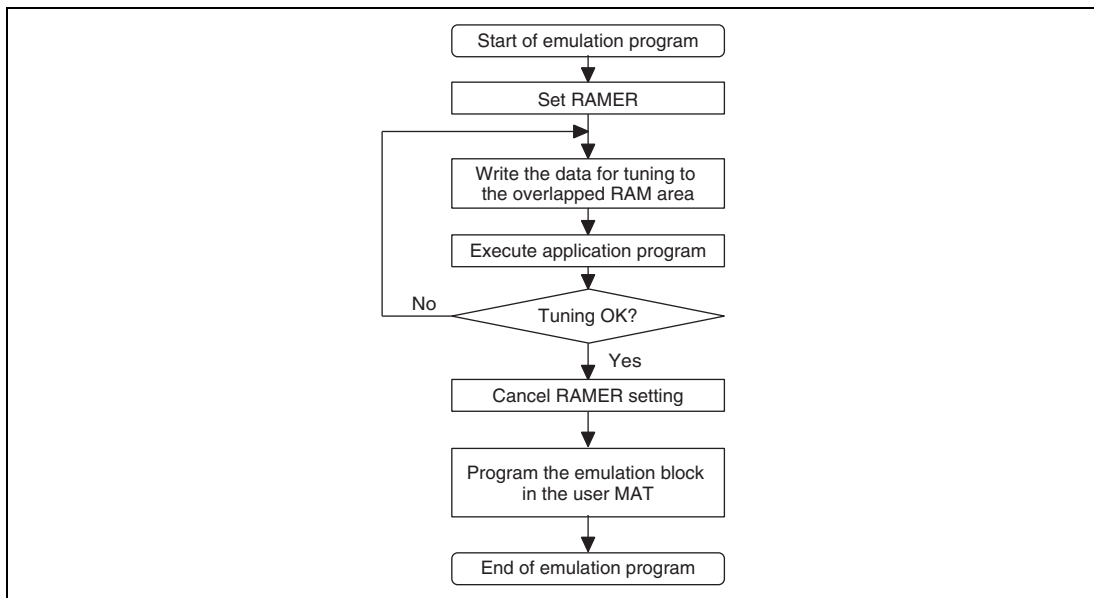 Start of emulation program
Set RAMER
Write the data for tuning to
the overlapped RAM area
Execute application program
No
Tuning OK?
Yes
Cancel RAMER setting
Program the emulation block
in the user MAT
End of emulation program